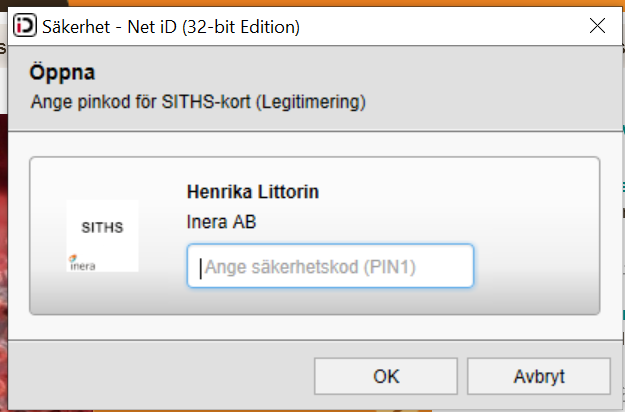 iD Säkerhet - Net iD (32-bit Edition)
Öppna
Ange pinkod för SITHS-kort (Legitimering)
Henrika Littorin
SITHS
Inera AB
inera
Ange säkerhetskod (PIN1)
OK
Avbryt